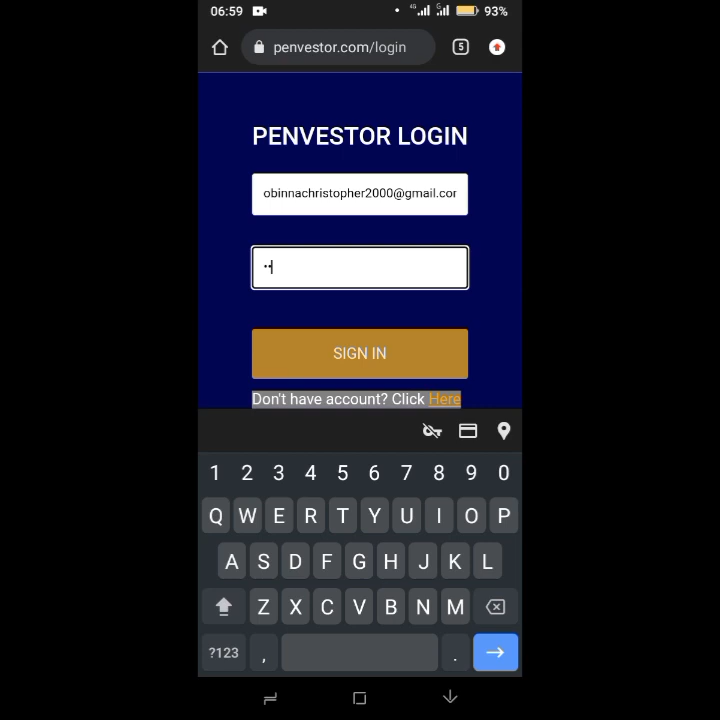 06:59 4G G 93%
penvestor.com/login 5
PENVESTOR LOGIN
obinnachristopher2000@gmail.cor
··
SIGN IN
Don't have account? Click Here
1 2 3 4 5 6 7 8 9 0
Q W E R T Y U I O P
A S D F G H J K L
Z X C V B N M
?123 , .